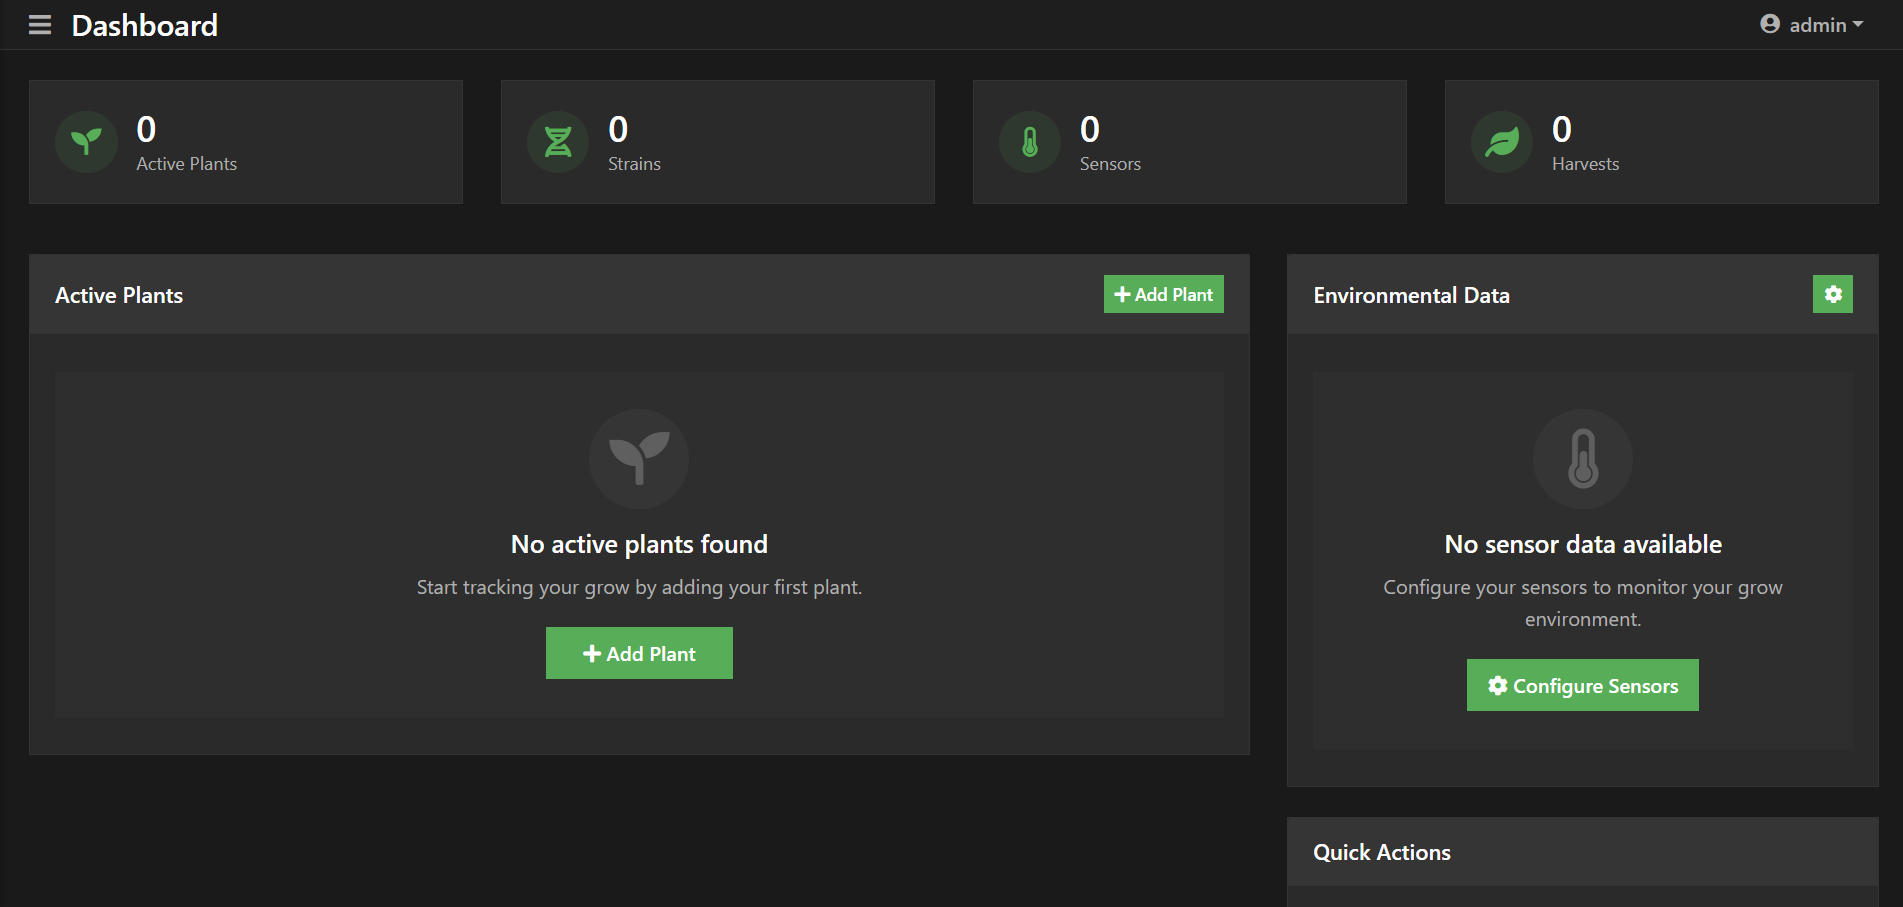 Dashboard
admin
0
Active Plants
0
Strains
0
Sensors
0
Harvests
Active Plants
Add Plant
No active plants found
Start tracking your grow by adding your first plant.
Add Plant
Environmental Data
No sensor data available
Configure your sensors to monitor your grow
environment.
Configure Sensors
Quick Actions